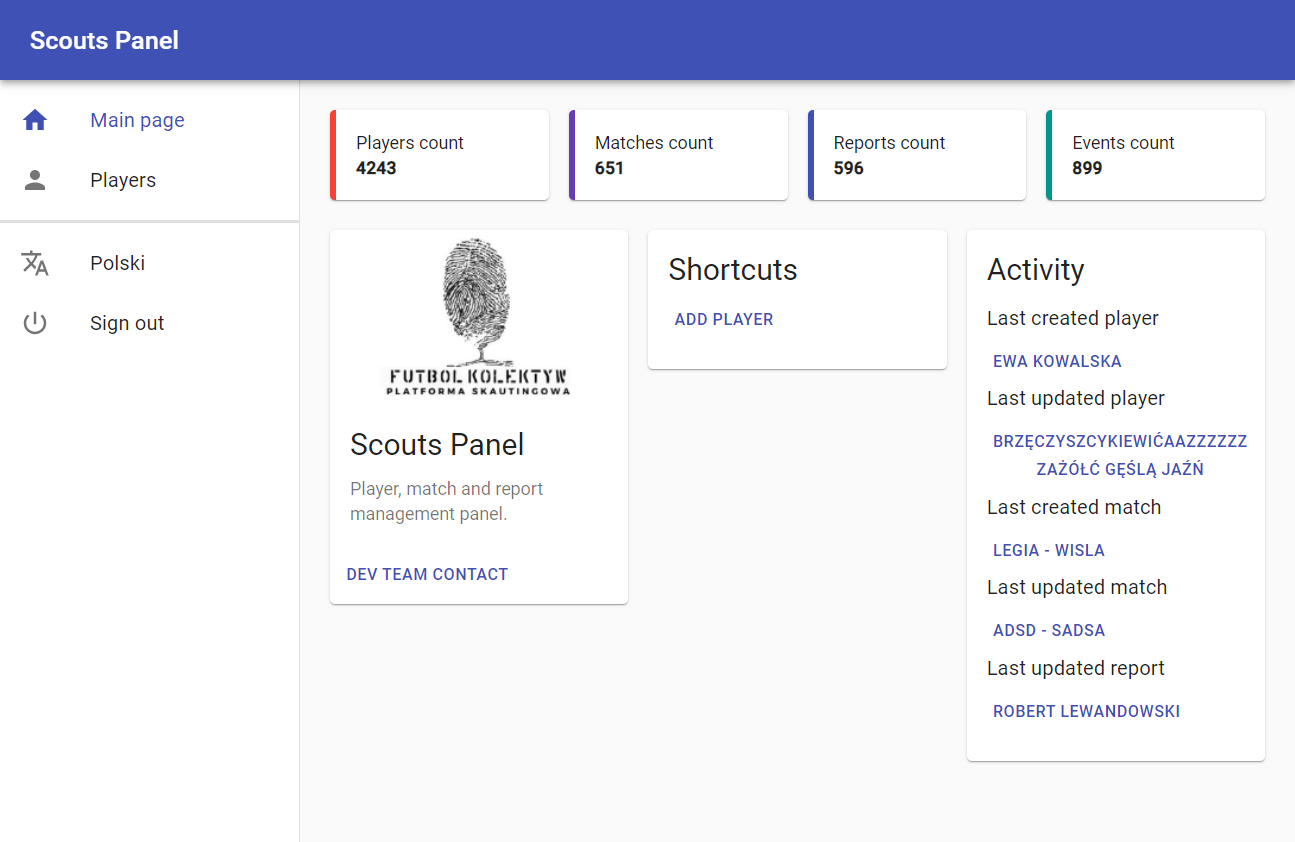 Scouts Panel
Main page
Players
Polski
Sign out
Players count
4243
Matches count
651
Reports count
596
Events count
899
FUTBOL KOLEKTYW
PLATFORMA SKAUTINGOWA
Scouts Panel
Player, match and report
management panel.
DEV TEAM CONTACT
Shortcuts
ADD PLAYER
Activity
Last created player
EWA KOWALSKA
Last updated player
BRZĘCZYSZCYKIEWIĆAAZZZZZZ
ZAŻÓŁĆ GĘŚLĄ JAŹŃ
Last created match
LEGIA - WISLA
Last updated match
ADSD - SADSA
Last updated report
ROBERT LEWANDOWSKI